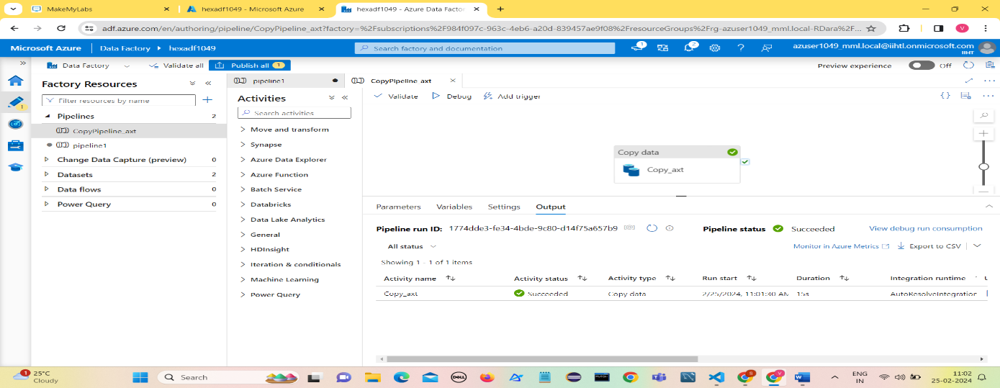 MakeMyLabs
hexadf1049 - Microsoft Azure
hexadf1049 - Azure Data Factor
adf.azure.com/en/authoring/pipeline/CopyPipeline_axt?factory=%2Fsubscriptions%2F984f097c-963c-4eb6-a20d-839457ae9f08%2FresourceGroups%2Frg-azuser1049_mml.local-RDara%2F...
V
Microsoft Azure
Data Factory
hexadf1049
Search factory and documentation
1
2
azuser1049_mml.local@iihtl.onmicrosoft.com
IIHT
Data Factory
Validate all
Publish all
1
Preview experience
Off
Factory Resources
Filter resources by name
1
Pipelines 2
CopyPipeline_axt
pipeline1
Change Data Capture (preview) 0
Datasets 2
Data flows 0
Power Query 0
pipeline1
CopyPipeline_axt
Activities
Search activities
Move and transform
Synapse
Azure Data Explorer
Azure Function
Batch Service
Databricks
Data Lake Analytics
General
HDInsight
Iteration & conditionals
Machine Learning
Power Query
Validate
Debug
Add trigger
Copy data
Copy_axt
Parameters Variables Settings Output
Pipeline run ID: 1774dde3-fe34-4bde-9c80-d14f75a657b9
Pipeline status Succeeded
View debug run consumption
All status
Monitor in Azure Metrics
Export to CSV
Showing 1 - 1 of 1 items
Activity name Activity status Activity type Run start Duration Integration runtime
Copy_axt Succeeded Copy data 2/25/2024, 11:01:30 AM 15s AutoResolveIntegration
1
25°C
Cloudy
Search
DELL
MySQL
S
V
ENG
IN
11:02
25-02-2024